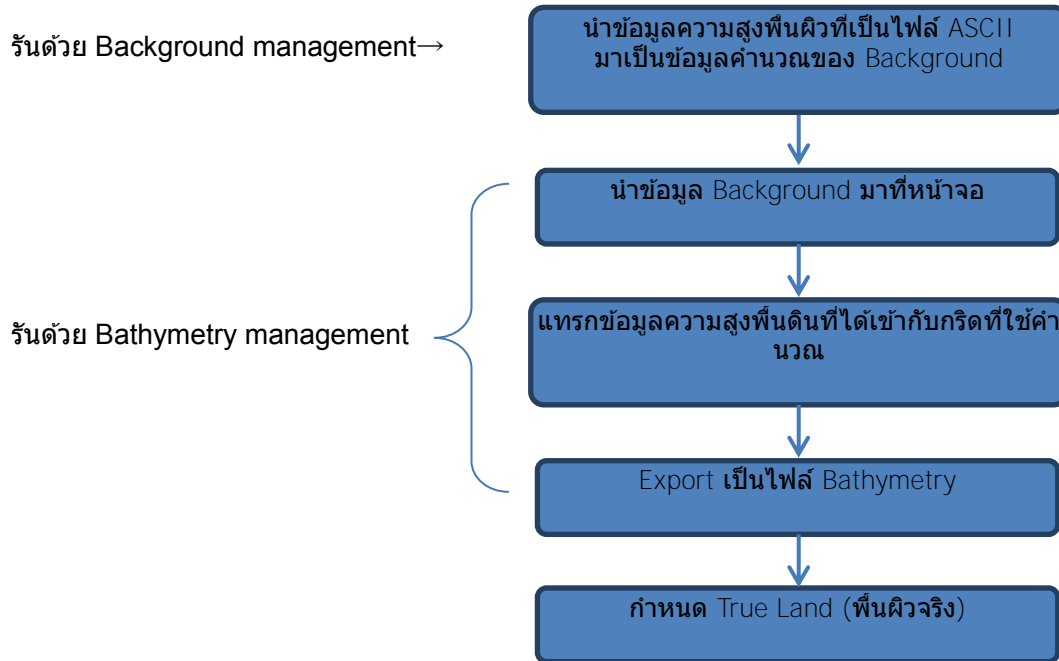 รันด้วย Background management→
นำข้อมูลความสูงพื้นผิวที่เป็นไฟล์ ASCII
มาเป็นข้อมูลคำนวณของ Background
นำข้อมูล Background มาที่หน้าจอ
รันด้วย Bathymetry management
แทรกข้อมูลความสูงพื้นดินที่ได้เข้ากับกริดที่ใช้คำ
นวณ
Export เป็นไฟล์ Bathymetry
กำหนด True Land (พื้นผิวจริง)